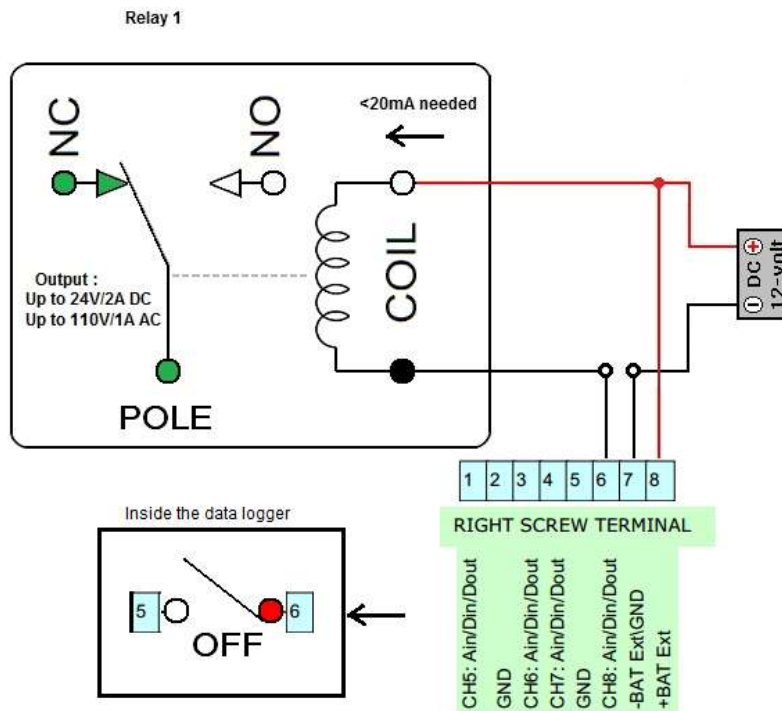 Relay 1
NC
NO
<20mA needed
COIL
Output :
Up to 24V/2A DC
Up to 110V/1A AC
POLE
DC
12-volt
1 2 3 4 5 6 7 8
RIGHT SCREW TERMINAL
CH5: Ain/Din/Dout
GND
CH6: Ain/Din/Dout
CH7: Ain/Din/Dout
GND
CH8: Ain/Din/Dout
-BAT Ext\GND
+BAT Ext
Inside the data logger
5 6
OFF